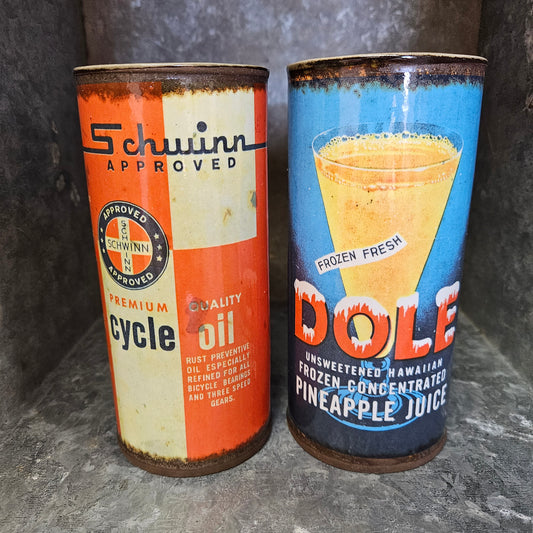 Schwinn
APPROVED
APPROVED
SCHWINN
SCHWINN
APPROVED
PREMIUM
cycle
QUALITY
oil
RUST PREVENTIVE
OIL ESPECIALLY
REFINED FOR ALL
BICYCLE BEARINGS
AND THREE SPEED
GEARS.
FROZEN FRESH
DOLE
UNSWEETENED HAWAIIAN
FROZEN CONCENTRATED
PINEAPPLE JUICE